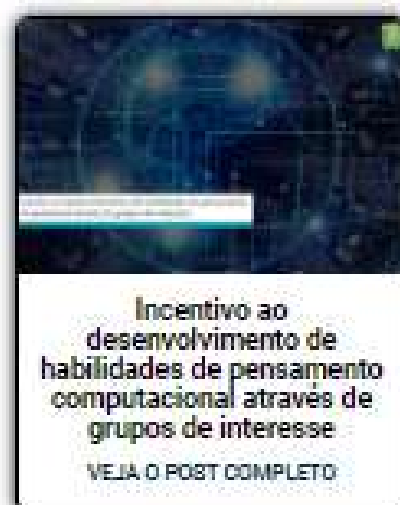 Incentivo ao
desenvolvimento de
habilidades de pensamento
computacional através de
grupos de interesse
VEJA O POST COMPLETO